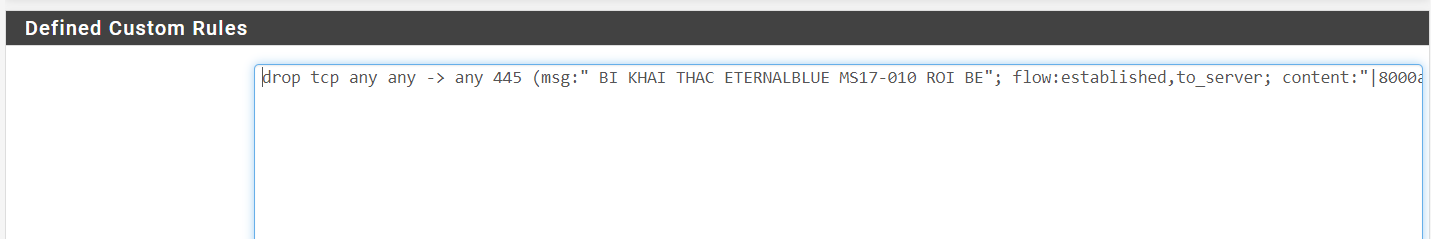 Defined Custom Rules
drop tcp any any -> any 445 (msg:" BI KHAI THAC ETERNALBLUE MS17-010 ROI BE"; flow:established,to_server; content:"|8000